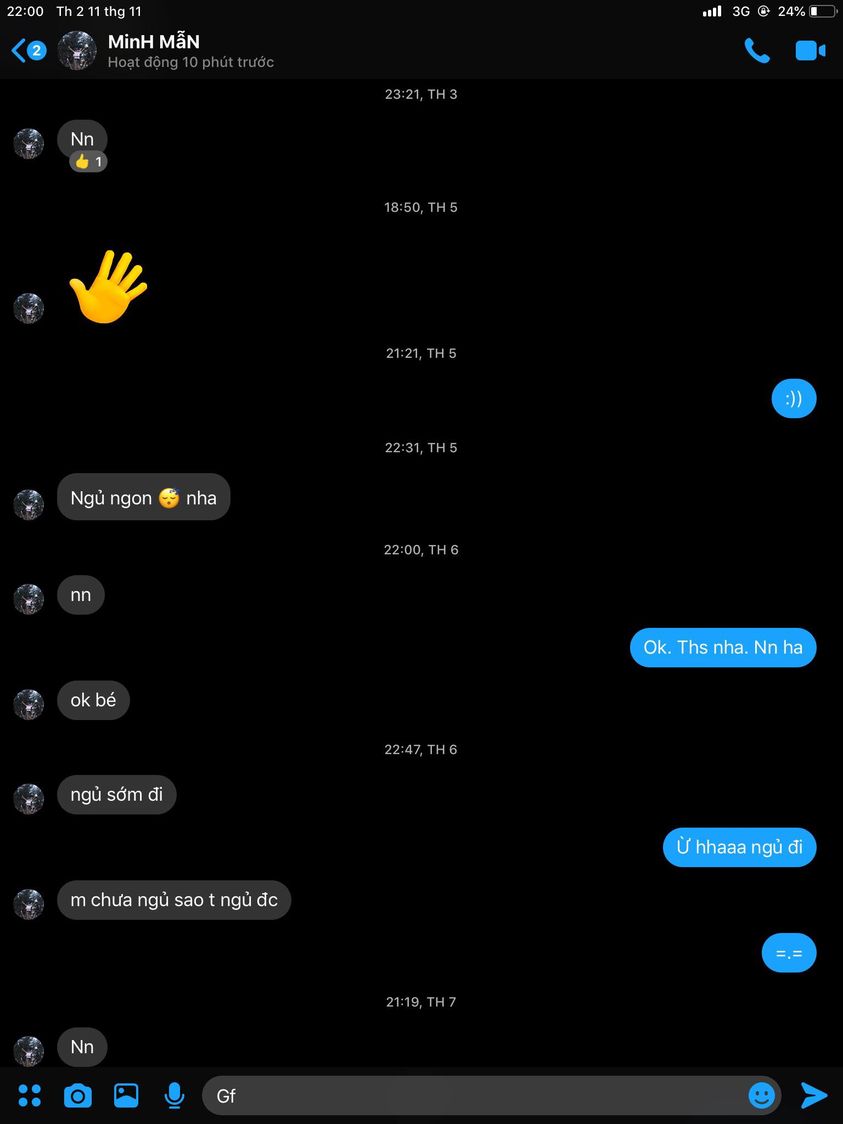 22:00 Th 2 11 thg 11
3G 24%
2
MinH MẫN
Hoạt động 10 phút trước
23:21, TH 3
Nn
👍 1
18:50, TH 5
🖐
21:21, TH 5
:))
22:31, TH 5
Ngủ ngon 😴 nha
22:00, TH 6
nn
Ok. Ths nha. Nn ha
ok bé
22:47, TH 6
ngủ sớm đi
Ừ hhaaa ngủ đi
m chưa ngủ sao t ngủ đc
=.=
21:19, TH 7
Nn
Gf